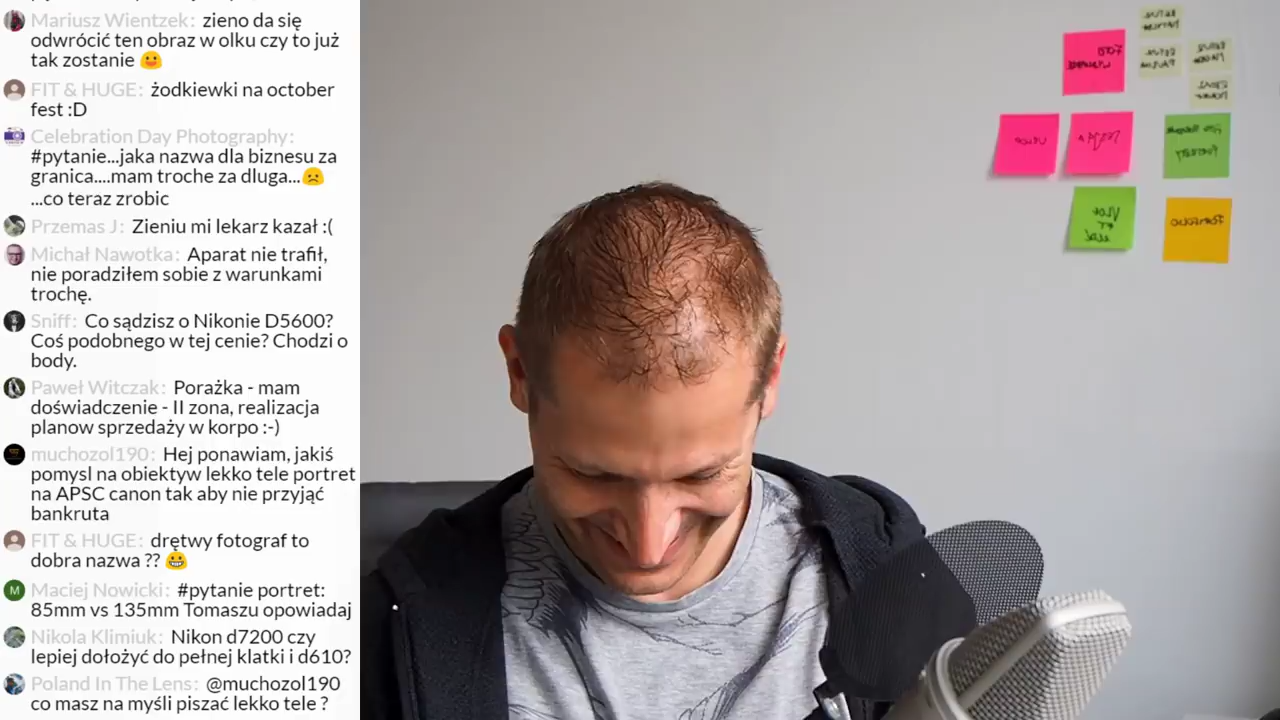 Mariusz Wientzek: zieno da się
odwrócić ten obraz w olku czy to już
tak zostanie 😛
FIT & HUGE: żodkiewki na october
fest :D
Celebration Day Photography:
#pytanie...jaka nazwa dla biznesu za
granica....mam troche za dluga...☹️
...co teraz zrobic
Przemas J: Zieniu mi lekarz kazał :(
Michał Nawotka: Aparat nie trafił,
nie poradziłem sobie z warunkami
trochę.
Sniff: Co sądzisz o Nikonie D5600?
Coś podobnego w tej cenie? Chodzi o
body.
Paweł Witczak: Porażka - mam
doświadczenie - II zona, realizacja
planow sprzedaży w korpo :-)
muchozol190: Hej ponawiam, jakiś
pomysl na obiektyw lekko tele portret
na APSC canon tak aby nie przyjąć
bankruta
FIT & HUGE: drętwy fotograf to
dobra nazwa ?? 😬
M
Maciej Nowicki: #pytanie portret:
85mm vs 135mm Tomaszu opowiadaj
Nikola Klimiuk: Nikon d7200 czy
lepiej dołożyć do pełnej klatki i d610?
Poland In The Lens: @muchozol190
co masz na myśli piszać lekko tele ?
PORTFOLIO